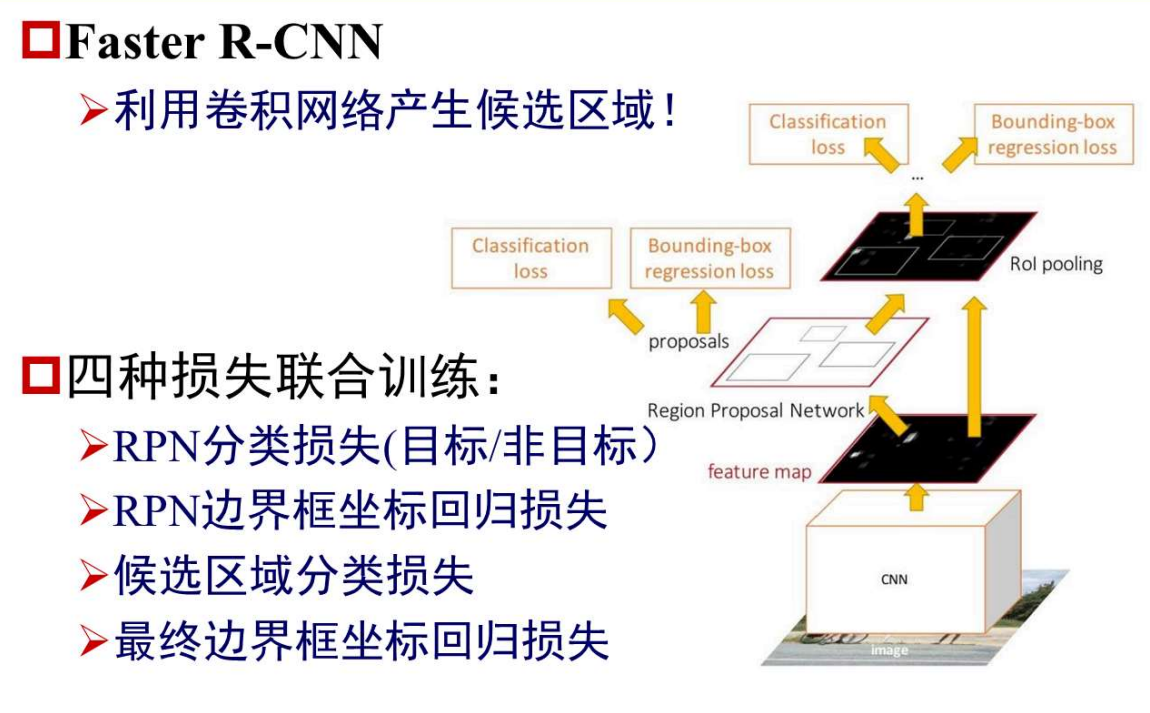 Faster R-CNN
利用卷积网络产生候选区域！
Classification
loss
Bounding-box
regression loss
...
Classification
loss
Bounding-box
regression loss
RoI pooling
proposals
四种损失联合训练：
Region Proposal Network
RPN分类损失(目标/非目标）
feature map
RPN边界框坐标回归损失
候选区域分类损失
CNN
最终边界框坐标回归损失
image